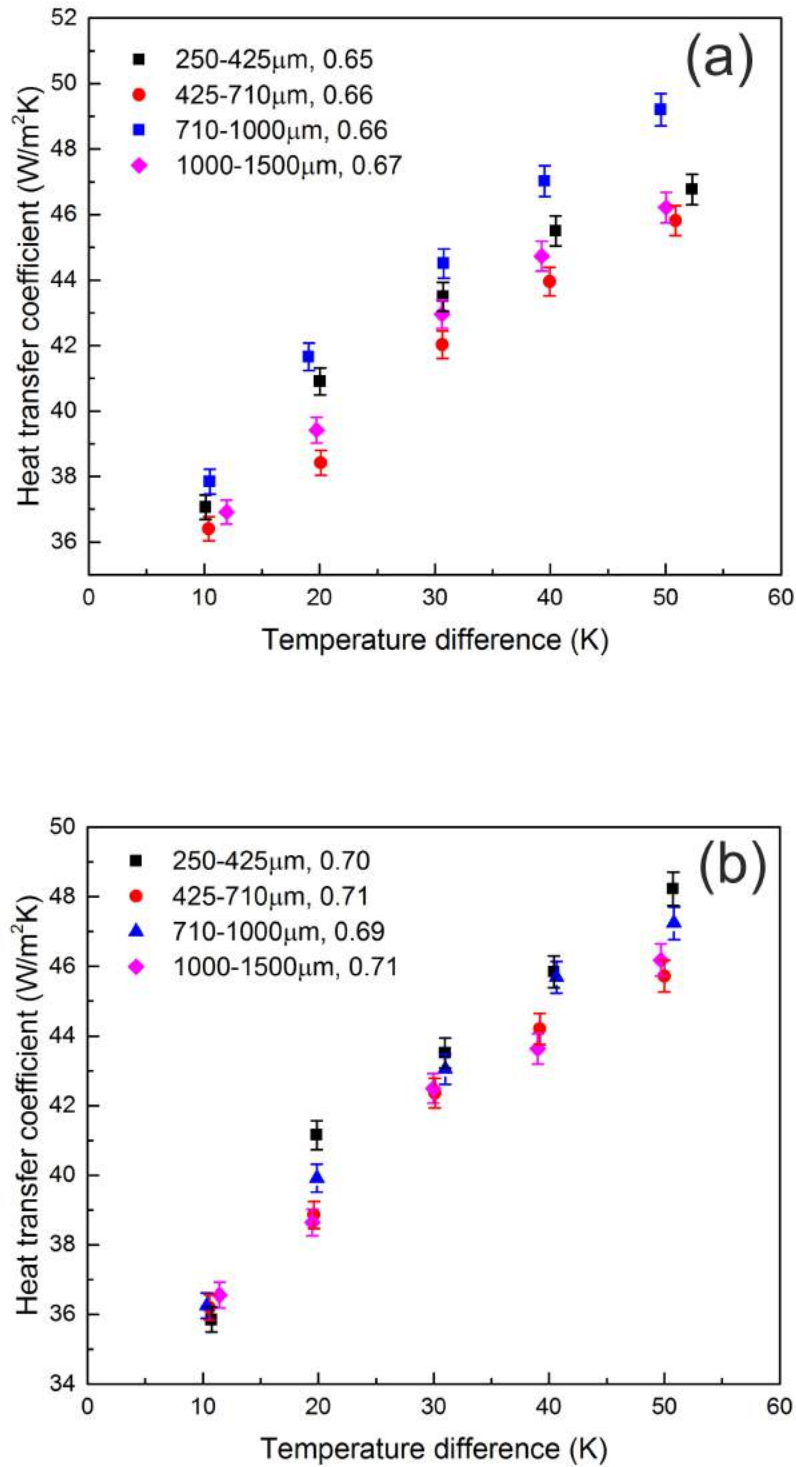 52
50
48
46
44
42
40
38
36
Heat transfer coefficient (W/m²K)
250-425μm, 0.65
425-710μm, 0.66
710-1000μm, 0.66
1000-1500μm, 0.67
(a)
0 10 20 30 40 50 60
Temperature difference (K)
50
48
46
44
42
40
38
36
34
Heat transfer coefficient (W/m²K)
250-425μm, 0.70
425-710μm, 0.71
710-1000μm, 0.69
1000-1500μm, 0.71
(b)
0 10 20 30 40 50 60
Temperature difference (K)